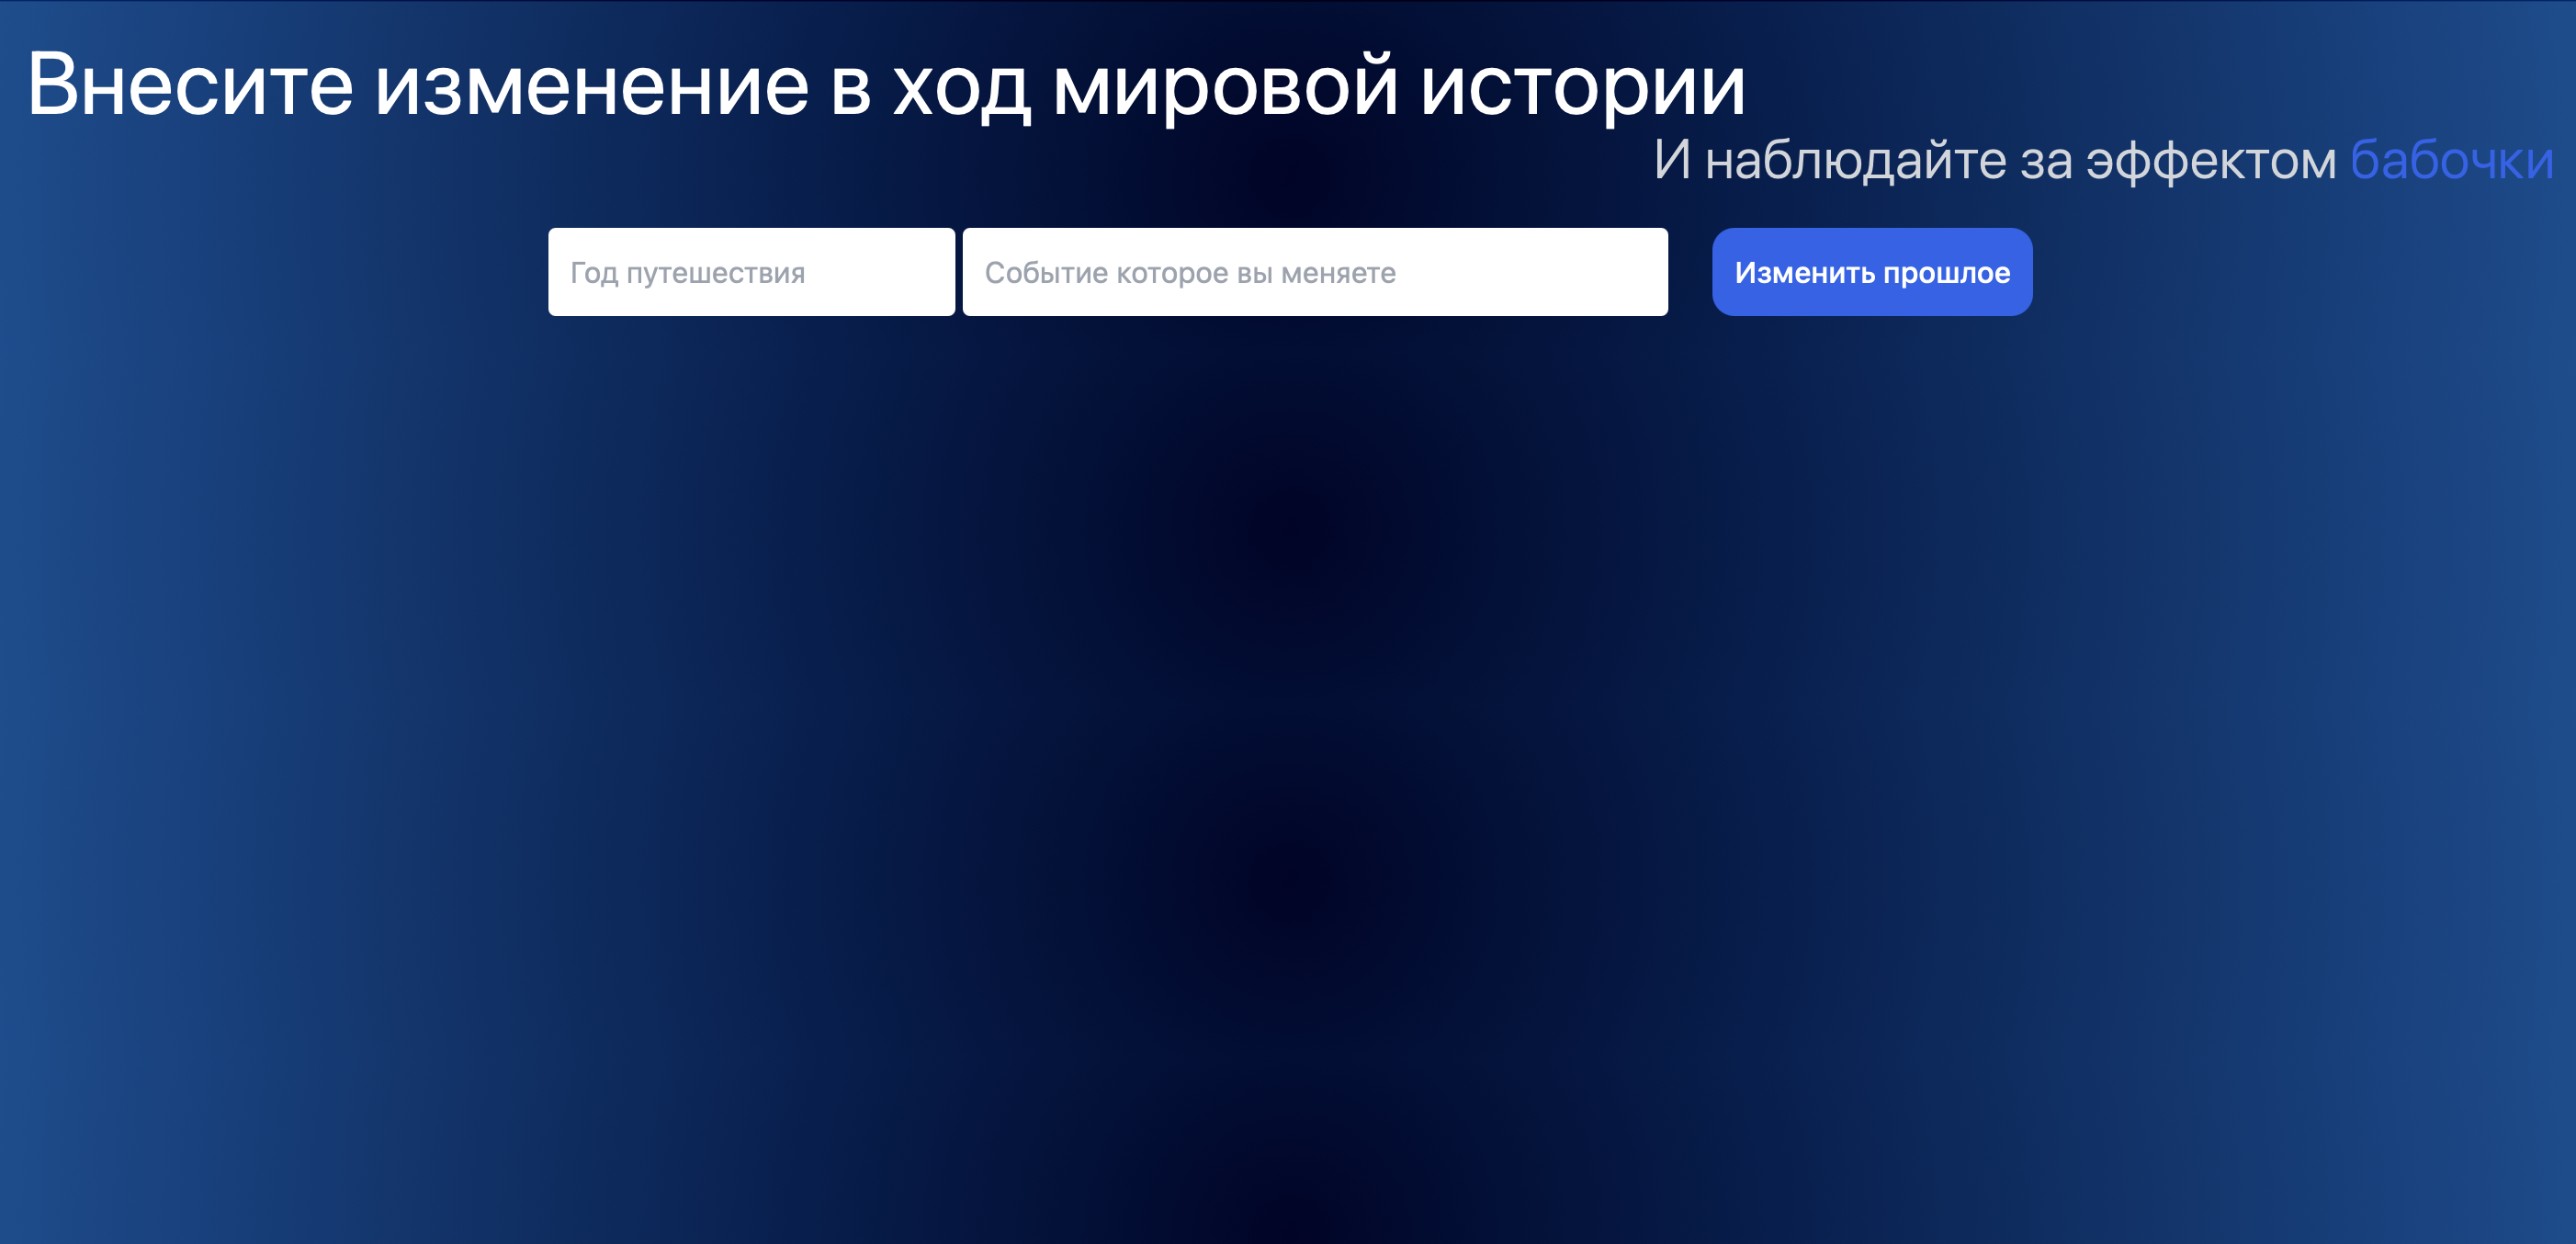 Внесите изменение в ход мировой истории
И наблюдайте за эффектом бабочки
Год путешествия
Событие которое вы меняете
Изменить прошлое